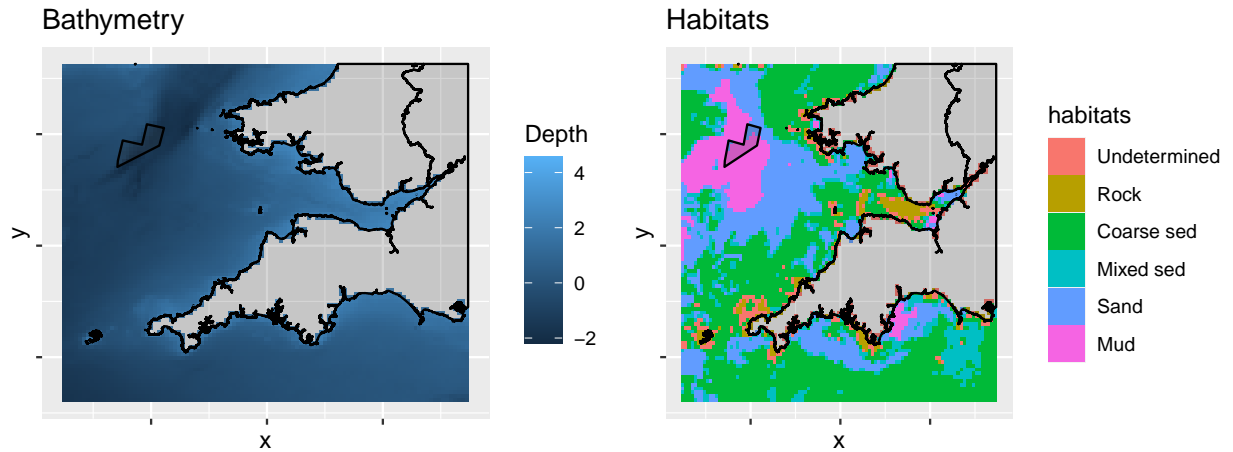 Bathymetry
y
x
Depth
4
2
0
−2
Habitats
y
x
habitats
Undetermined
Rock
Coarse sed
Mixed sed
Sand
Mud